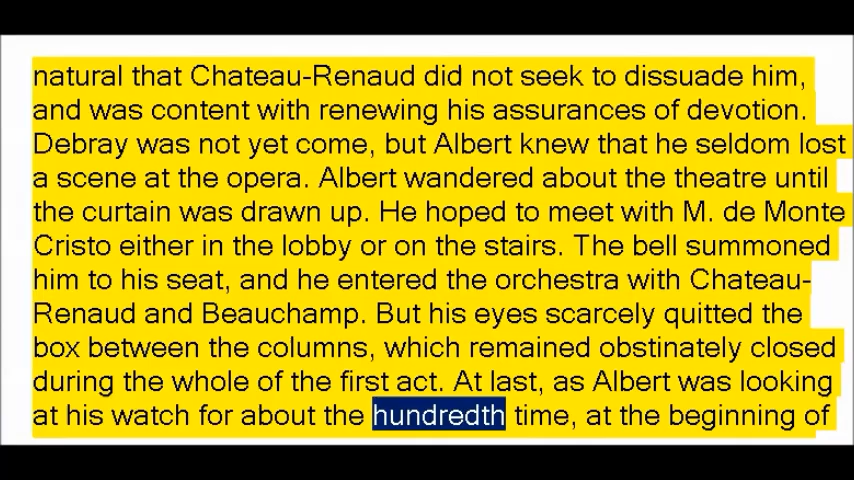 natural that Chateau-Renaud did not seek to dissuade him,
and was content with renewing his assurances of devotion.
Debray was not yet come, but Albert knew that he seldom lost
a scene at the opera. Albert wandered about the theatre until
the curtain was drawn up. He hoped to meet with M. de Monte
Cristo either in the lobby or on the stairs. The bell summoned
him to his seat, and he entered the orchestra with Chateau-
Renaud and Beauchamp. But his eyes scarcely quitted the
box between the columns, which remained obstinately closed
during the whole of the first act. At last, as Albert was looking
at his watch for about the hundredth time, at the beginning of